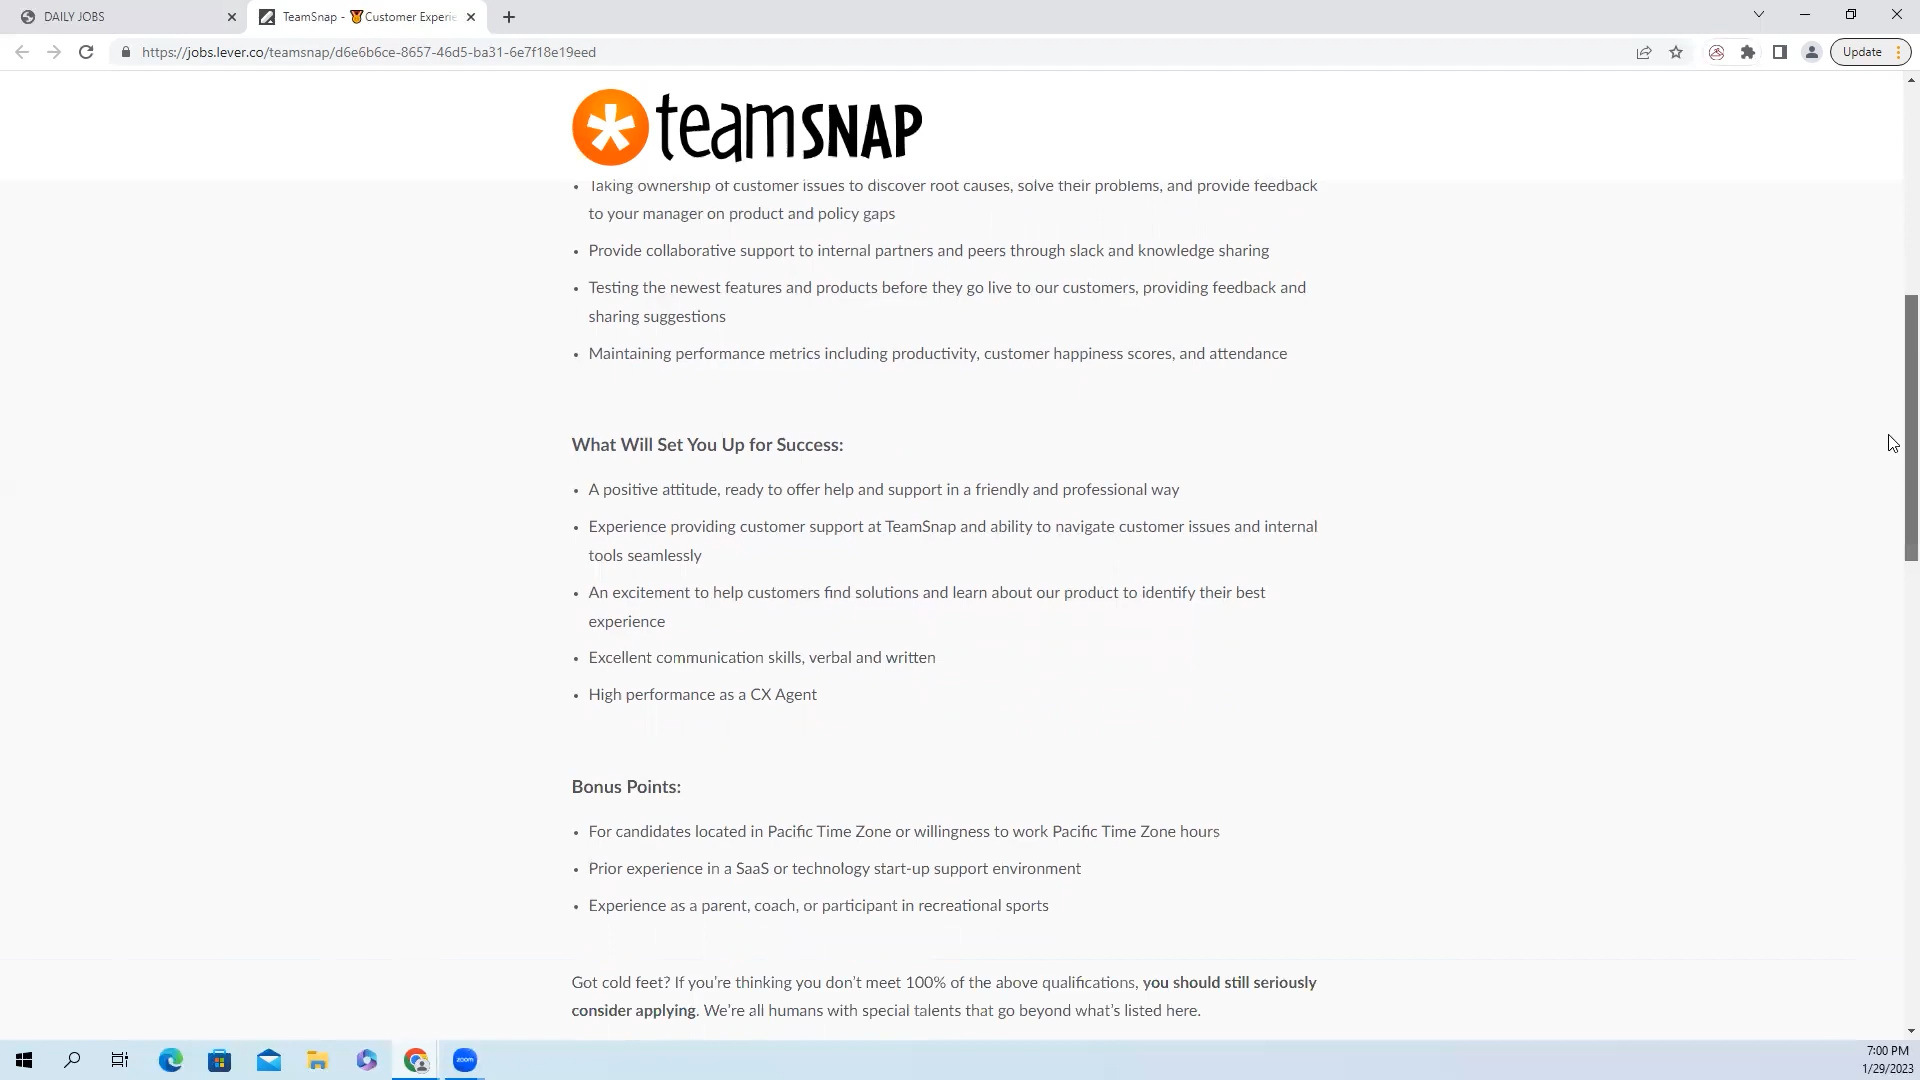 DAILY JOBS
TeamSnap - 🏅Customer Experie
https://jobs.lever.co/teamsnap/d6e6b6ce-8657-46d5-ba31-6e7f18e19eed
Update
teamSNAP
Taking ownership of customer issues to discover root causes, solve their problems, and provide feedback
to your manager on product and policy gaps
Provide collaborative support to internal partners and peers through slack and knowledge sharing
Testing the newest features and products before they go live to our customers, providing feedback and
sharing suggestions
Maintaining performance metrics including productivity, customer happiness scores, and attendance
What Will Set You Up for Success:
A positive attitude, ready to offer help and support in a friendly and professional way
Experience providing customer support at TeamSnap and ability to navigate customer issues and internal
tools seamlessly
An excitement to help customers find solutions and learn about our product to identify their best
experience
Excellent communication skills, verbal and written
High performance as a CX Agent
Bonus Points:
For candidates located in Pacific Time Zone or willingness to work Pacific Time Zone hours
Prior experience in a SaaS or technology start-up support environment
Experience as a parent, coach, or participant in recreational sports
Got cold feet? If you're thinking you don't meet 100% of the above qualifications, you should still seriously
consider applying. We're all humans with special talents that go beyond what's listed here.
zoom
7:00 PM
1/29/2023